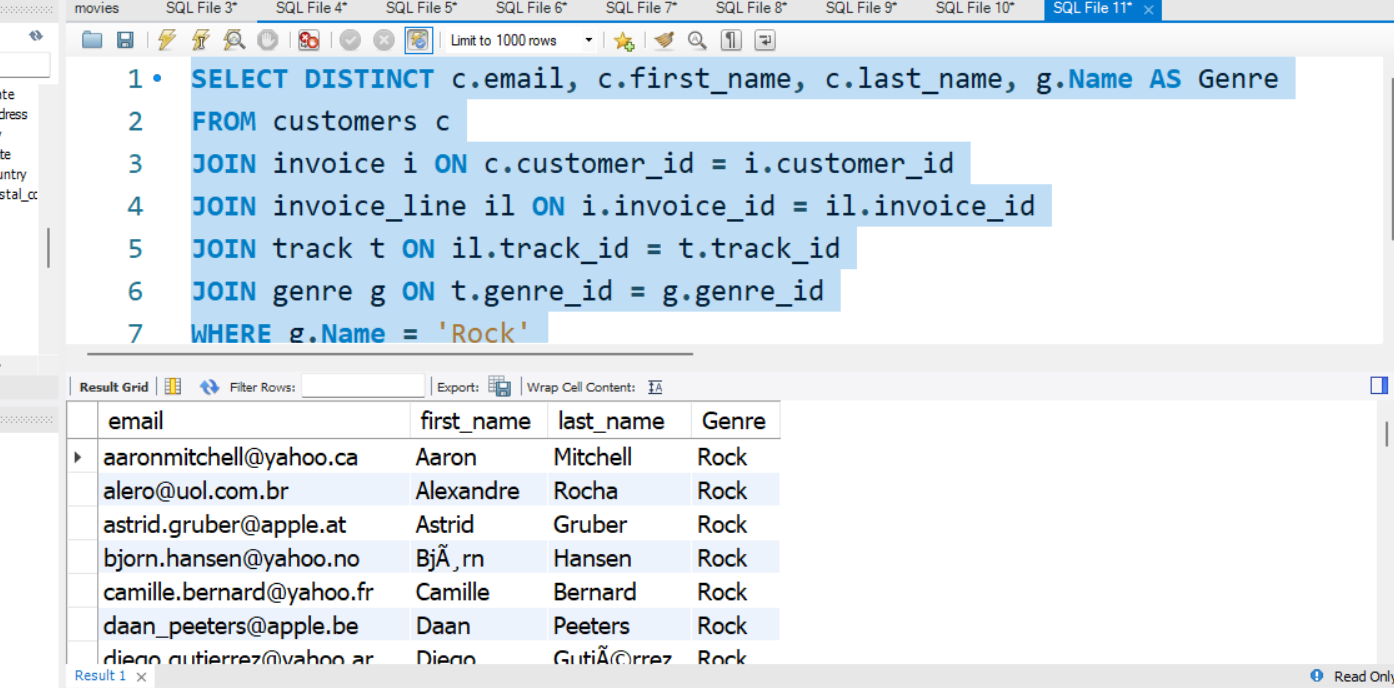 movies SQL File 3* SQL File 4* SQL File 5* SQL File 6* SQL File 7* SQL File 8* SQL File 9* SQL File 10* SQL File 11*
Limit to 1000 rows
1 SELECT DISTINCT c.email, c.first_name, c.last_name, g.Name AS Genre
2 FROM customers c
3 JOIN invoice i ON c.customer_id = i.customer_id
4 JOIN invoice_line il ON i.invoice_id = il.invoice_id
5 JOIN track t ON il.track_id = t.track_id
6 JOIN genre g ON t.genre_id = g.genre_id
7 WHERE g.Name = 'Rock'
Result Grid Filter Rows: Export: Wrap Cell Content: IA
email first_name last_name Genre
aaronmitchell@yahoo.ca Aaron Mitchell Rock
alero@uol.com.br Alexandre Rocha Rock
astrid.gruber@apple.at Astrid Gruber Rock
bjorn.hansen@yahoo.no BjÃ¸rn Hansen Rock
camille.bernard@yahoo.fr Camille Bernard Rock
daan_peeters@apple.be Daan Peeters Rock
diego.gutierrez@yahoo.ar Diego GutiÃ©rrez Rock
Result 1
Read Only